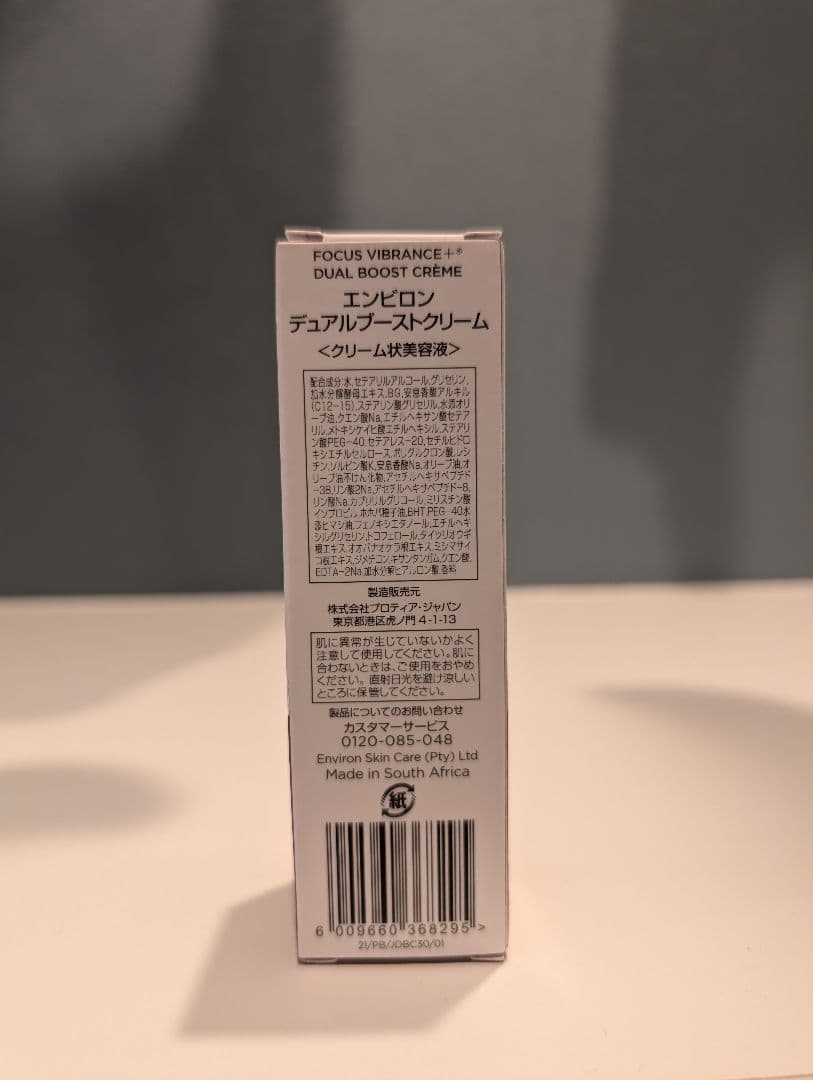 FOCUS VIBRANCE+®
DUAL BOOST CRÈME
エンビロン
デュアルブーストクリーム
<クリーム状美容液>
配合成分:水,セテアリルアルコール,グリセリン,
加水分解酵母エキス,BG,安息香酸アルキル
(C12-15),ステアリン酸グリセリル,水添オリ
ーブ油,クエン酸Na,エチルヘキサン酸セテア
リル,メトキシケイヒ酸エチルヘキシル,ステアリ
ン酸PEG-40,セテアレス-20,セチルヒドロ
キシエチルセルロース,ポリグルクロン酸,レシ
チン,ソルビン酸K,安息香酸Na,オリーブ油,オ
リーブ油不けん化物,アセチルヘキサペプチド
-38,リン酸2Na,アセチルヘキサペプチド-8,
リン酸Na,カプリリルグリコール,ミリスチン酸
イソプロピル,ホホバ種子油,BHT,PEG-40水
添ヒマシ油,フェノキシエタノール,エチルヘキ
シルグリセリン,トコフェロール,タイツリオウギ
根エキス,オオバナオケラ根エキス,ミシマサイ
コ根エキス,ジメチコン,キサンタンガム,クエン酸,
EDTA-2Na,加水分解ヒアルロン酸,香料
製造販売元
株式会社プロティア・ジャパン
東京都港区虎ノ門 4-1-13
肌に異常が生じていないかよく
注意して使用してください。肌に
合わないときは、ご使用をおやめ
ください。直射日光を避け涼しい
ところに保管してください。
製品についてのお問い合わせ
カスタマーサービス
0120-085-048
Environ Skin Care (Pty) Ltd
Made in South Africa
紙
6 009660 368295 >
21/PB/JDBC30/01